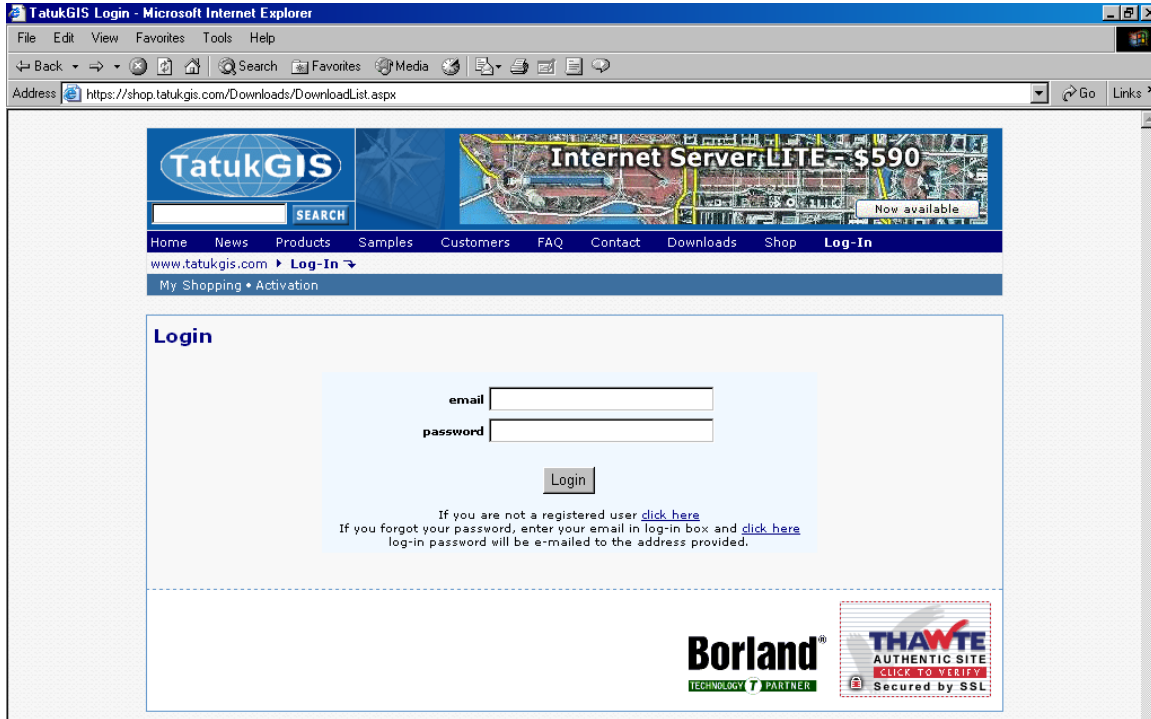 TatukGIS Login - Microsoft Internet Explorer
File Edit View Favorites Tools Help
Back Search Favorites Media
Address https://shop.tatukgis.com/Downloads/DownloadList.aspx Go Links
TatukGIS
Internet Server LITE - $590
Now available
SEARCH
Home News Products Samples Customers FAQ Contact Downloads Shop Log-In
www.tatukgis.com Log-In
My Shopping • Activation
Login
email
password
Login
If you are not a registered user click here
If you forgot your password, enter your email in log-in box and click here
log-in password will be e-mailed to the address provided.
Borland®
TECHNOLOGY T PARTNER
THAWTE
AUTHENTIC SITE
CLICK TO VERIFY
Secured by SSL